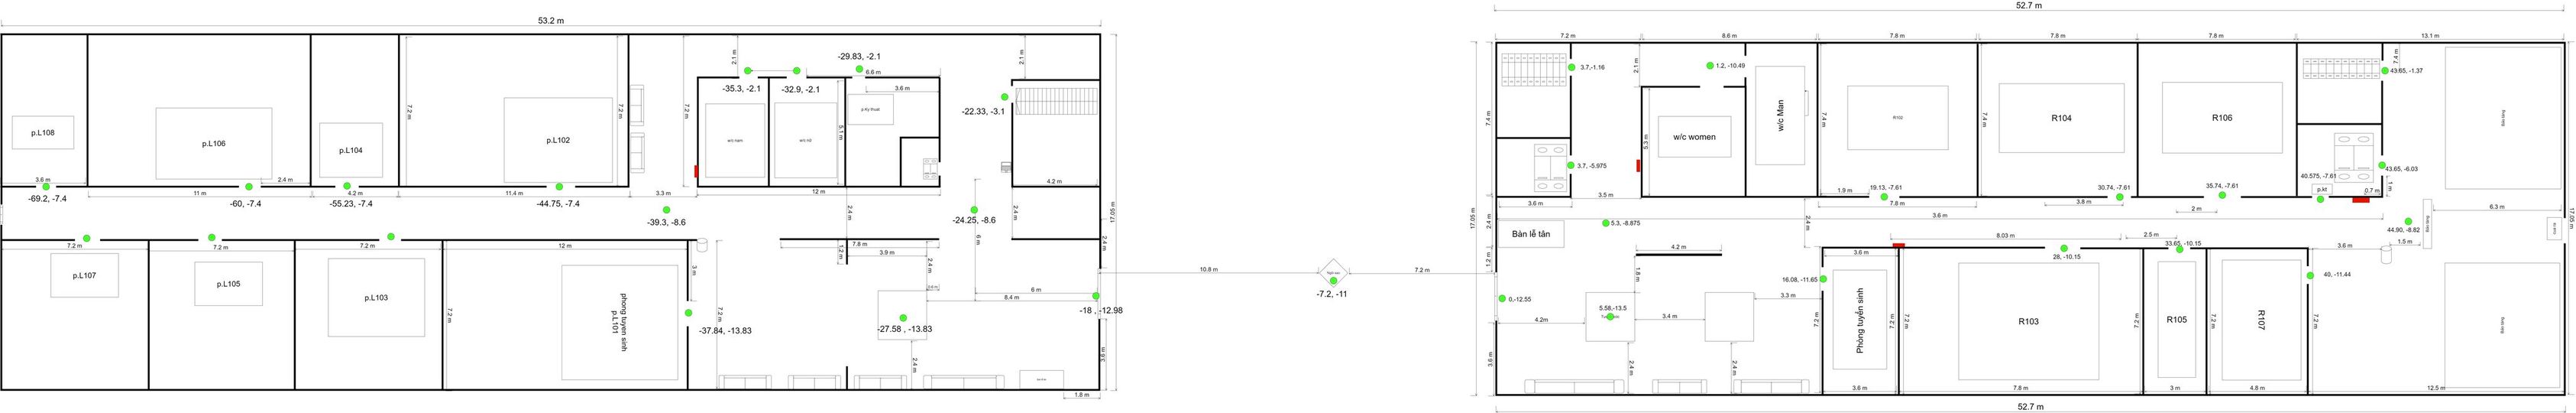 53.2 m
2.1 m
-29.83, -2.1
6.6 m
2.1 m
-35.3, -2.1
-32.9, -2.1
3.6 m
-22.33, -3.1
7.2 m
7.2 m
7.2 m
5.1 m
p.L108
p.L106
p.L104
p.L102
w/c nam
w/c nữ
p Kỹ thuật
3.6 m
2.4 m
11 m
4.2 m
11.4 m
3.3 m
12 m
4.2 m
-69.2, -7.4
-60, -7.4
-55.23, -7.4
-44.75, -7.4
-39.3, -8.6
-24.25, -8.6
2.4 m
2.4 m
17.05 m
7.2 m
7.2 m
7.2 m
12 m
1.2 m
7.8 m
3.9 m
2.4 m
6 m
2.4 m
p.L107
p.L105
p.L103
phòng tuyển sinh
p.L101
7.2 m
3 m
7.2 m
6 m
8.4 m
-37.84, -13.83
-27.58 , -13.83
-18 , -12.98
2.4 m
3.6 m
1.8 m
10.8 m
7.2 m
-7.2, -11
52.7 m
7.2 m
8.6 m
7.8 m
7.8 m
7.8 m
13.1 m
3.7,-1.16
2.1 m
1.2, -10.49
7.4 m
43.65, -1.37
7.4 m
7.4 m
7.4 m
5.3 m
w/c women
w/c Man
R102
R104
R106
3.7, -5.975
43.65, -6.03
40.575, -7.61
p.kt
0.7 m
1 m
1.9 m
19.13, -7.61
30.74, -7.61
35.74, -7.61
3.5 m
3.6 m
7.8 m
3.8 m
2 m
6.3 m
3.6 m
17.05 m
2.4 m
5.3, -8.875
2.4 m
Bàn lễ tân
44.90, -8.82
17.05 m
8.03 m
2.5 m
1.5 m
4.2 m
3.6 m
28, -10.15
33.65, -10.15
3.6 m
1.2 m
1.8 m
16.08, -11.65
40, -11.44
0,-12.55
5.58,-13.5
3.3 m
4.2m
3.4 m
Phòng tuyển sinh
R103
R105
R107
7.2 m
7.2 m
7.2 m
7.2 m
7.2 m
7.2 m
3.6 m
2.4 m
2.4 m
3.6 m
7.8 m
3 m
4.8 m
12.5 m
52.7 m